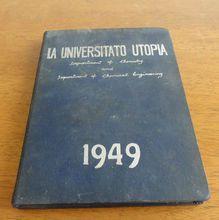 LA UNIVERSITATO UTOPIA
Department of Chemistry
and
Department of Chemical Engineering
1949